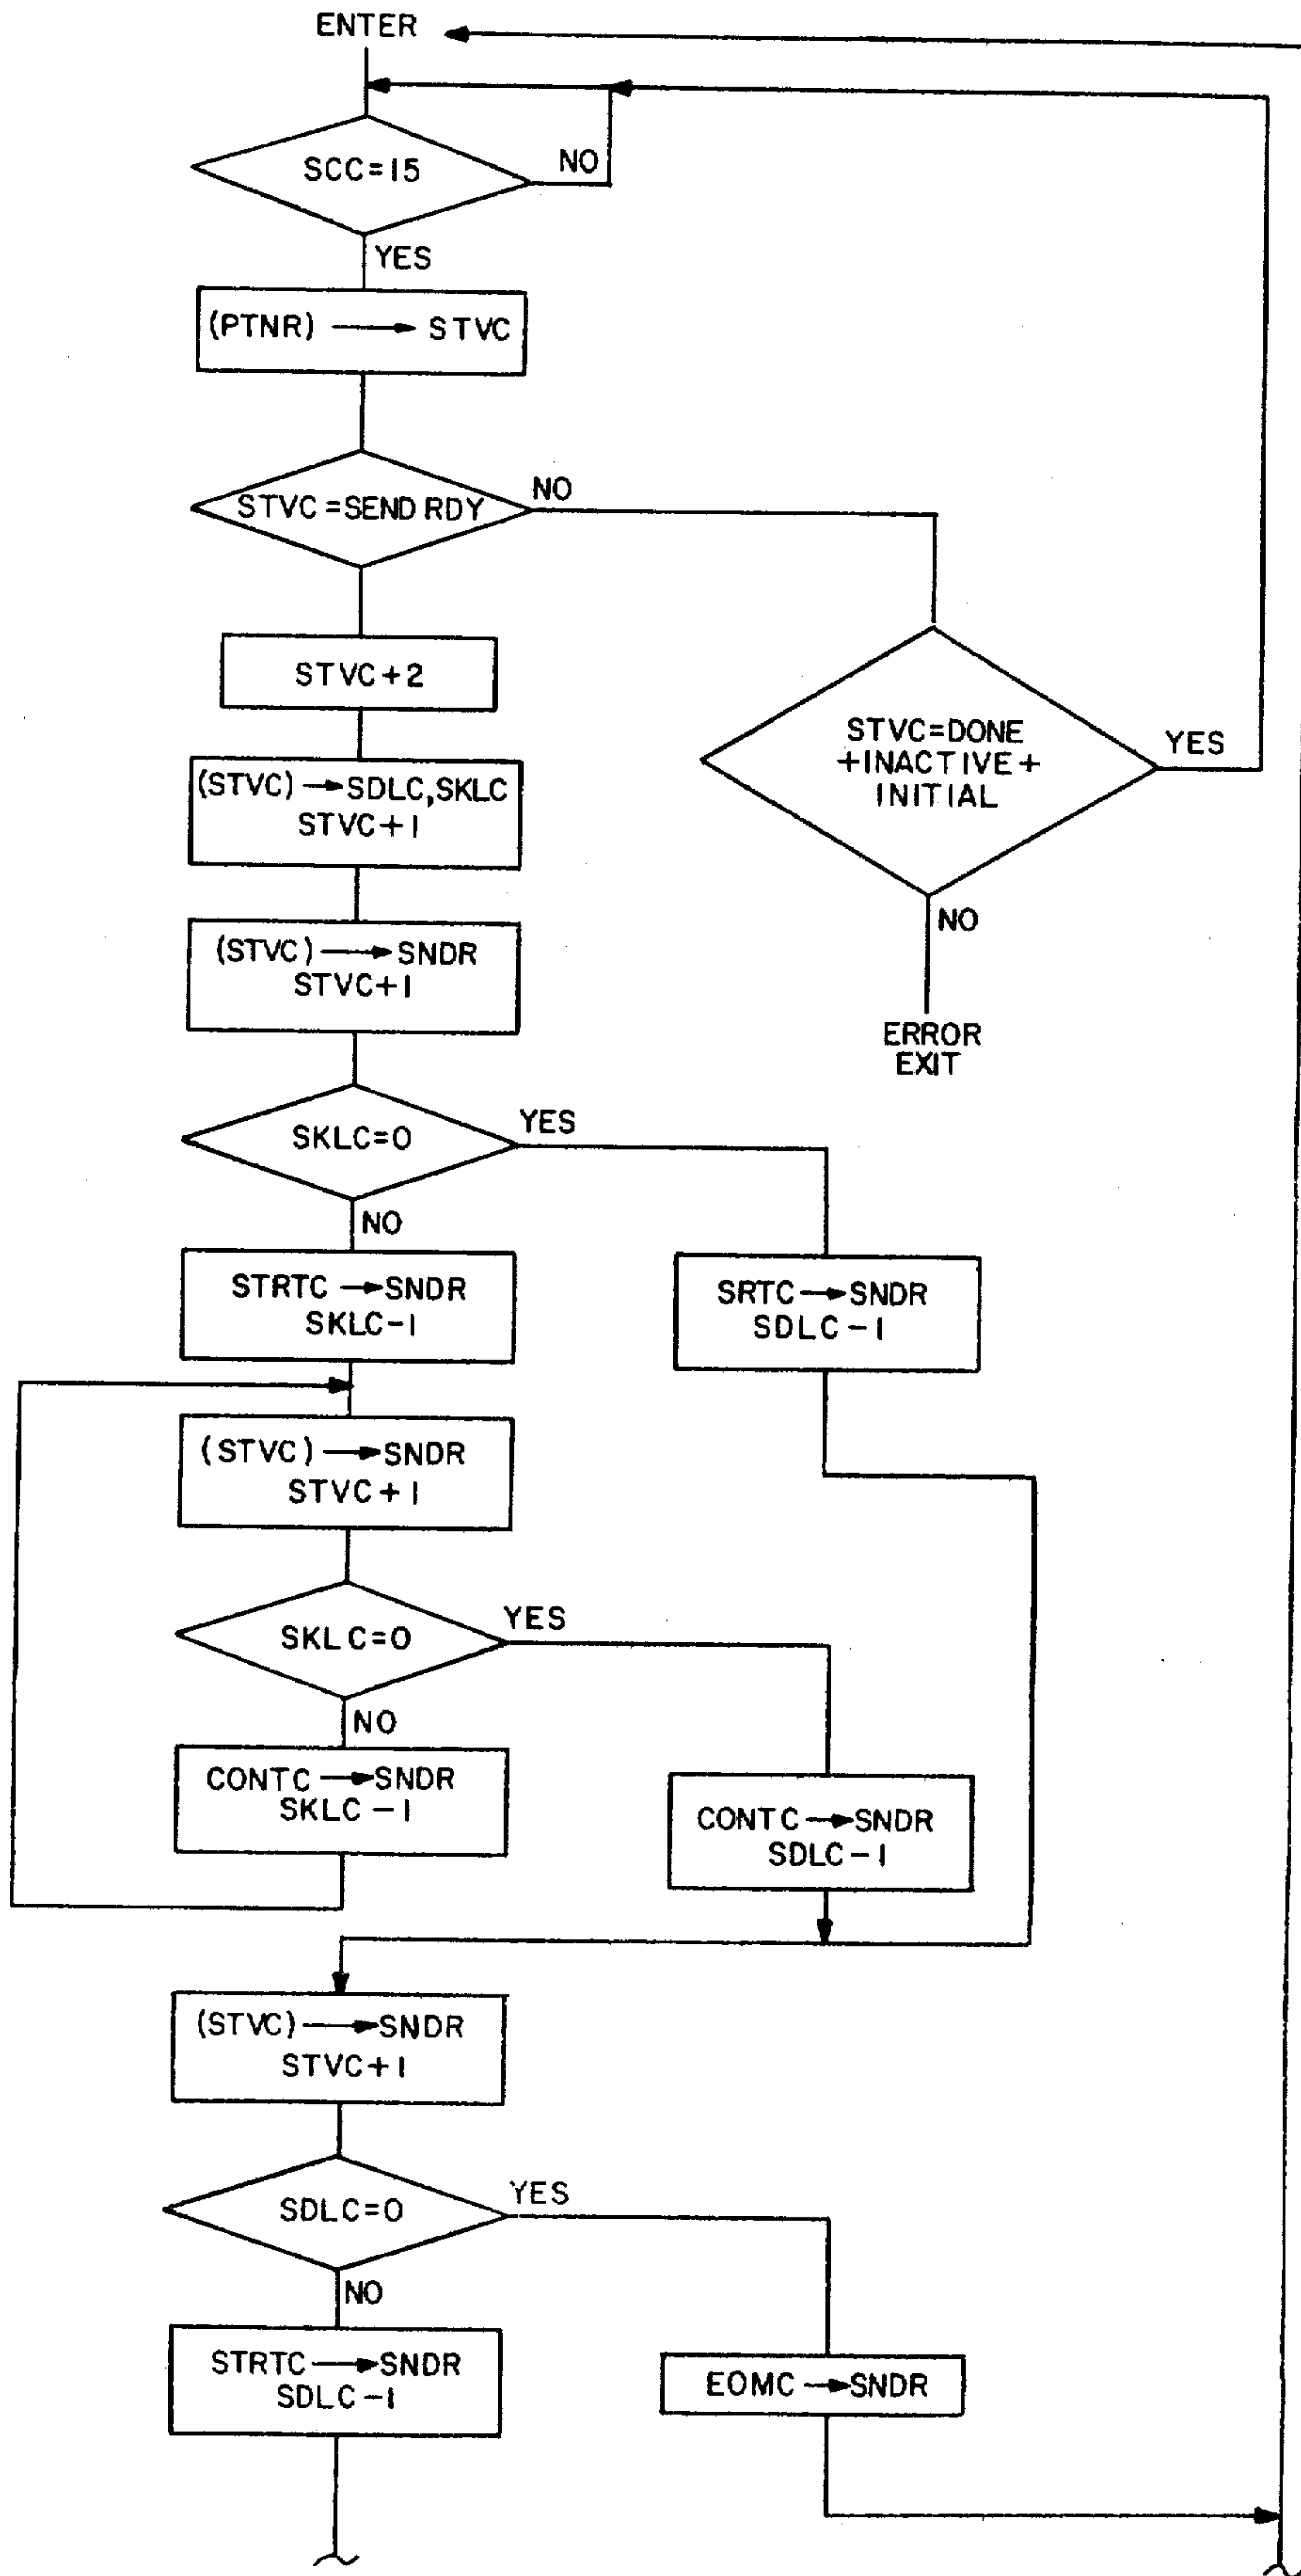 ENTER
SCC=15
NO
YES
(PTNR) → STVC
STVC=SEND RDY
NO
STVC+2
STVC=DONE
+INACTIVE+
INITIAL
YES
(STVC)→SDLC,SKLC
STVC+1
NO
(STVC)→SNDR
STVC+1
ERROR
EXIT
SKLC=0
YES
NO
STRTC→SNDR
SKLC-1
SRTC→SNDR
SDLC-1
(STVC)→SNDR
STVC+1
SKLC=0
YES
NO
CONTC→SNDR
SKLC-1
CONTC→SNDR
SDLC-1
(STVC)→SNDR
STVC+1
SDLC=0
YES
NO
STRTC→SNDR
SDLC-1
EOMC→SNDR